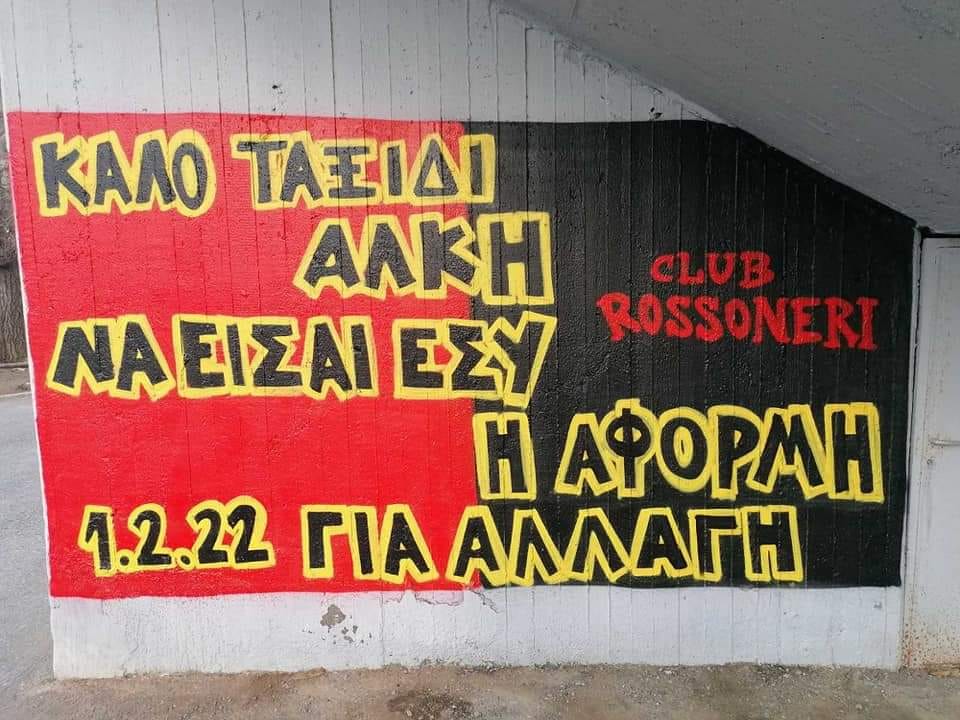 ΚΑΛΟ ΤΑΞΙΔΙ
ΑΛΚΗ
ΝΑ ΕΙΣΑΙ ΕΣΥ
Η ΑΦΟΡΜΗ
1.2.22 ΓΙΑ ΑΛΛΑΓΗ
CLUB
ROSSONERI